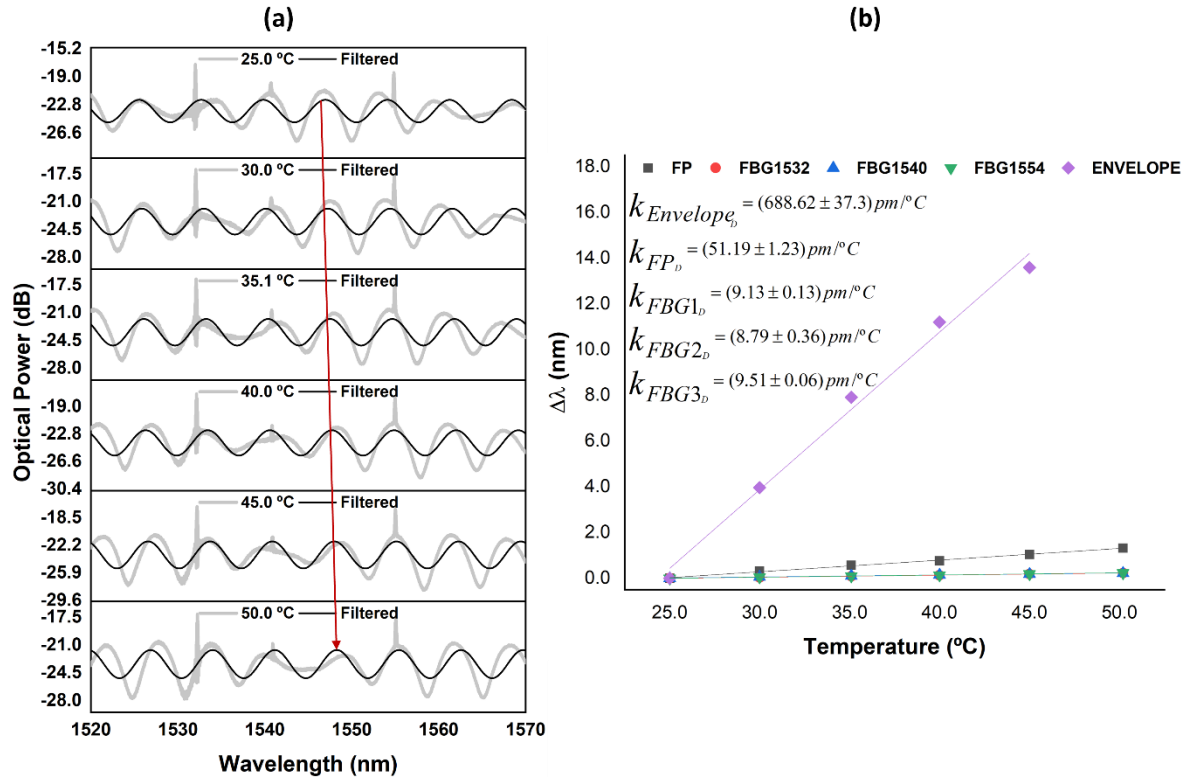 (a)
-15.2
-19.0
-22.8
-26.6
25.0 ºC Filtered
-17.5
-21.0
-24.5
-28.0
30.0 ºC Filtered
-17.5
-21.0
-24.5
-28.0
35.1 ºC Filtered
-19.0
-22.8
-26.6
-30.4
40.0 ºC Filtered
-18.5
-22.2
-25.9
-29.6
45.0 ºC Filtered
-17.5
-21.0
-24.5
-28.0
50.0 ºC Filtered
Optical Power (dB)
1520 1530 1540 1550 1560 1570
Wavelength (nm)
(b)
FP FBG1532 FBG1540 FBG1554 ENVELOPE
k_Envelope_D = (688.62 ± 37.3) pm/ºC
k_FP_D = (51.19 ± 1.23) pm/ºC
k_FBG1_D = (9.13 ± 0.13) pm/ºC
k_FBG2_D = (8.79 ± 0.36) pm/ºC
k_FBG3_D = (9.51 ± 0.06) pm/ºC
18.0
16.0
14.0
12.0
10.0
8.0
6.0
4.0
2.0
0.0
Δλ (nm)
25.0 30.0 35.0 40.0 45.0 50.0
Temperature (ºC)